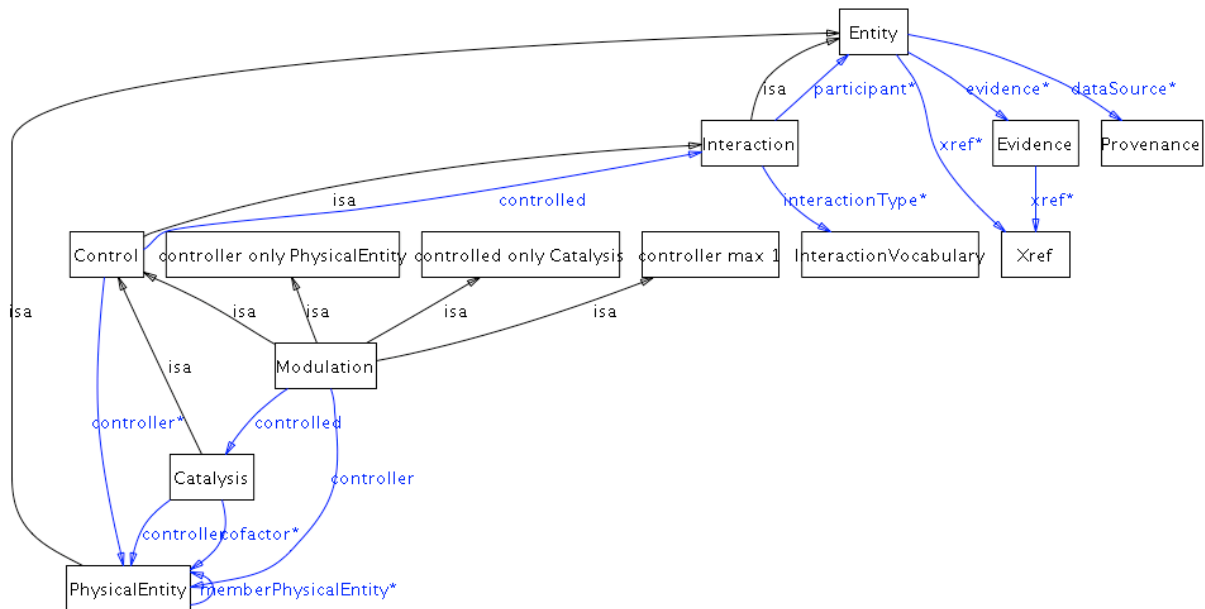 Entity
isa
participant*
evidence*
dataSource*
Interaction
Evidence
Provenance
xref*
isa
controlled
interactionType*
xref*
Control
controller only PhysicalEntity
controlled only Catalysis
controller max 1
InteractionVocabulary
Xref
isa
isa
isa
isa
isa
isa
Modulation
controller*
controlled
Catalysis
controller
controller
cofactor*
PhysicalEntity
memberPhysicalEntity*